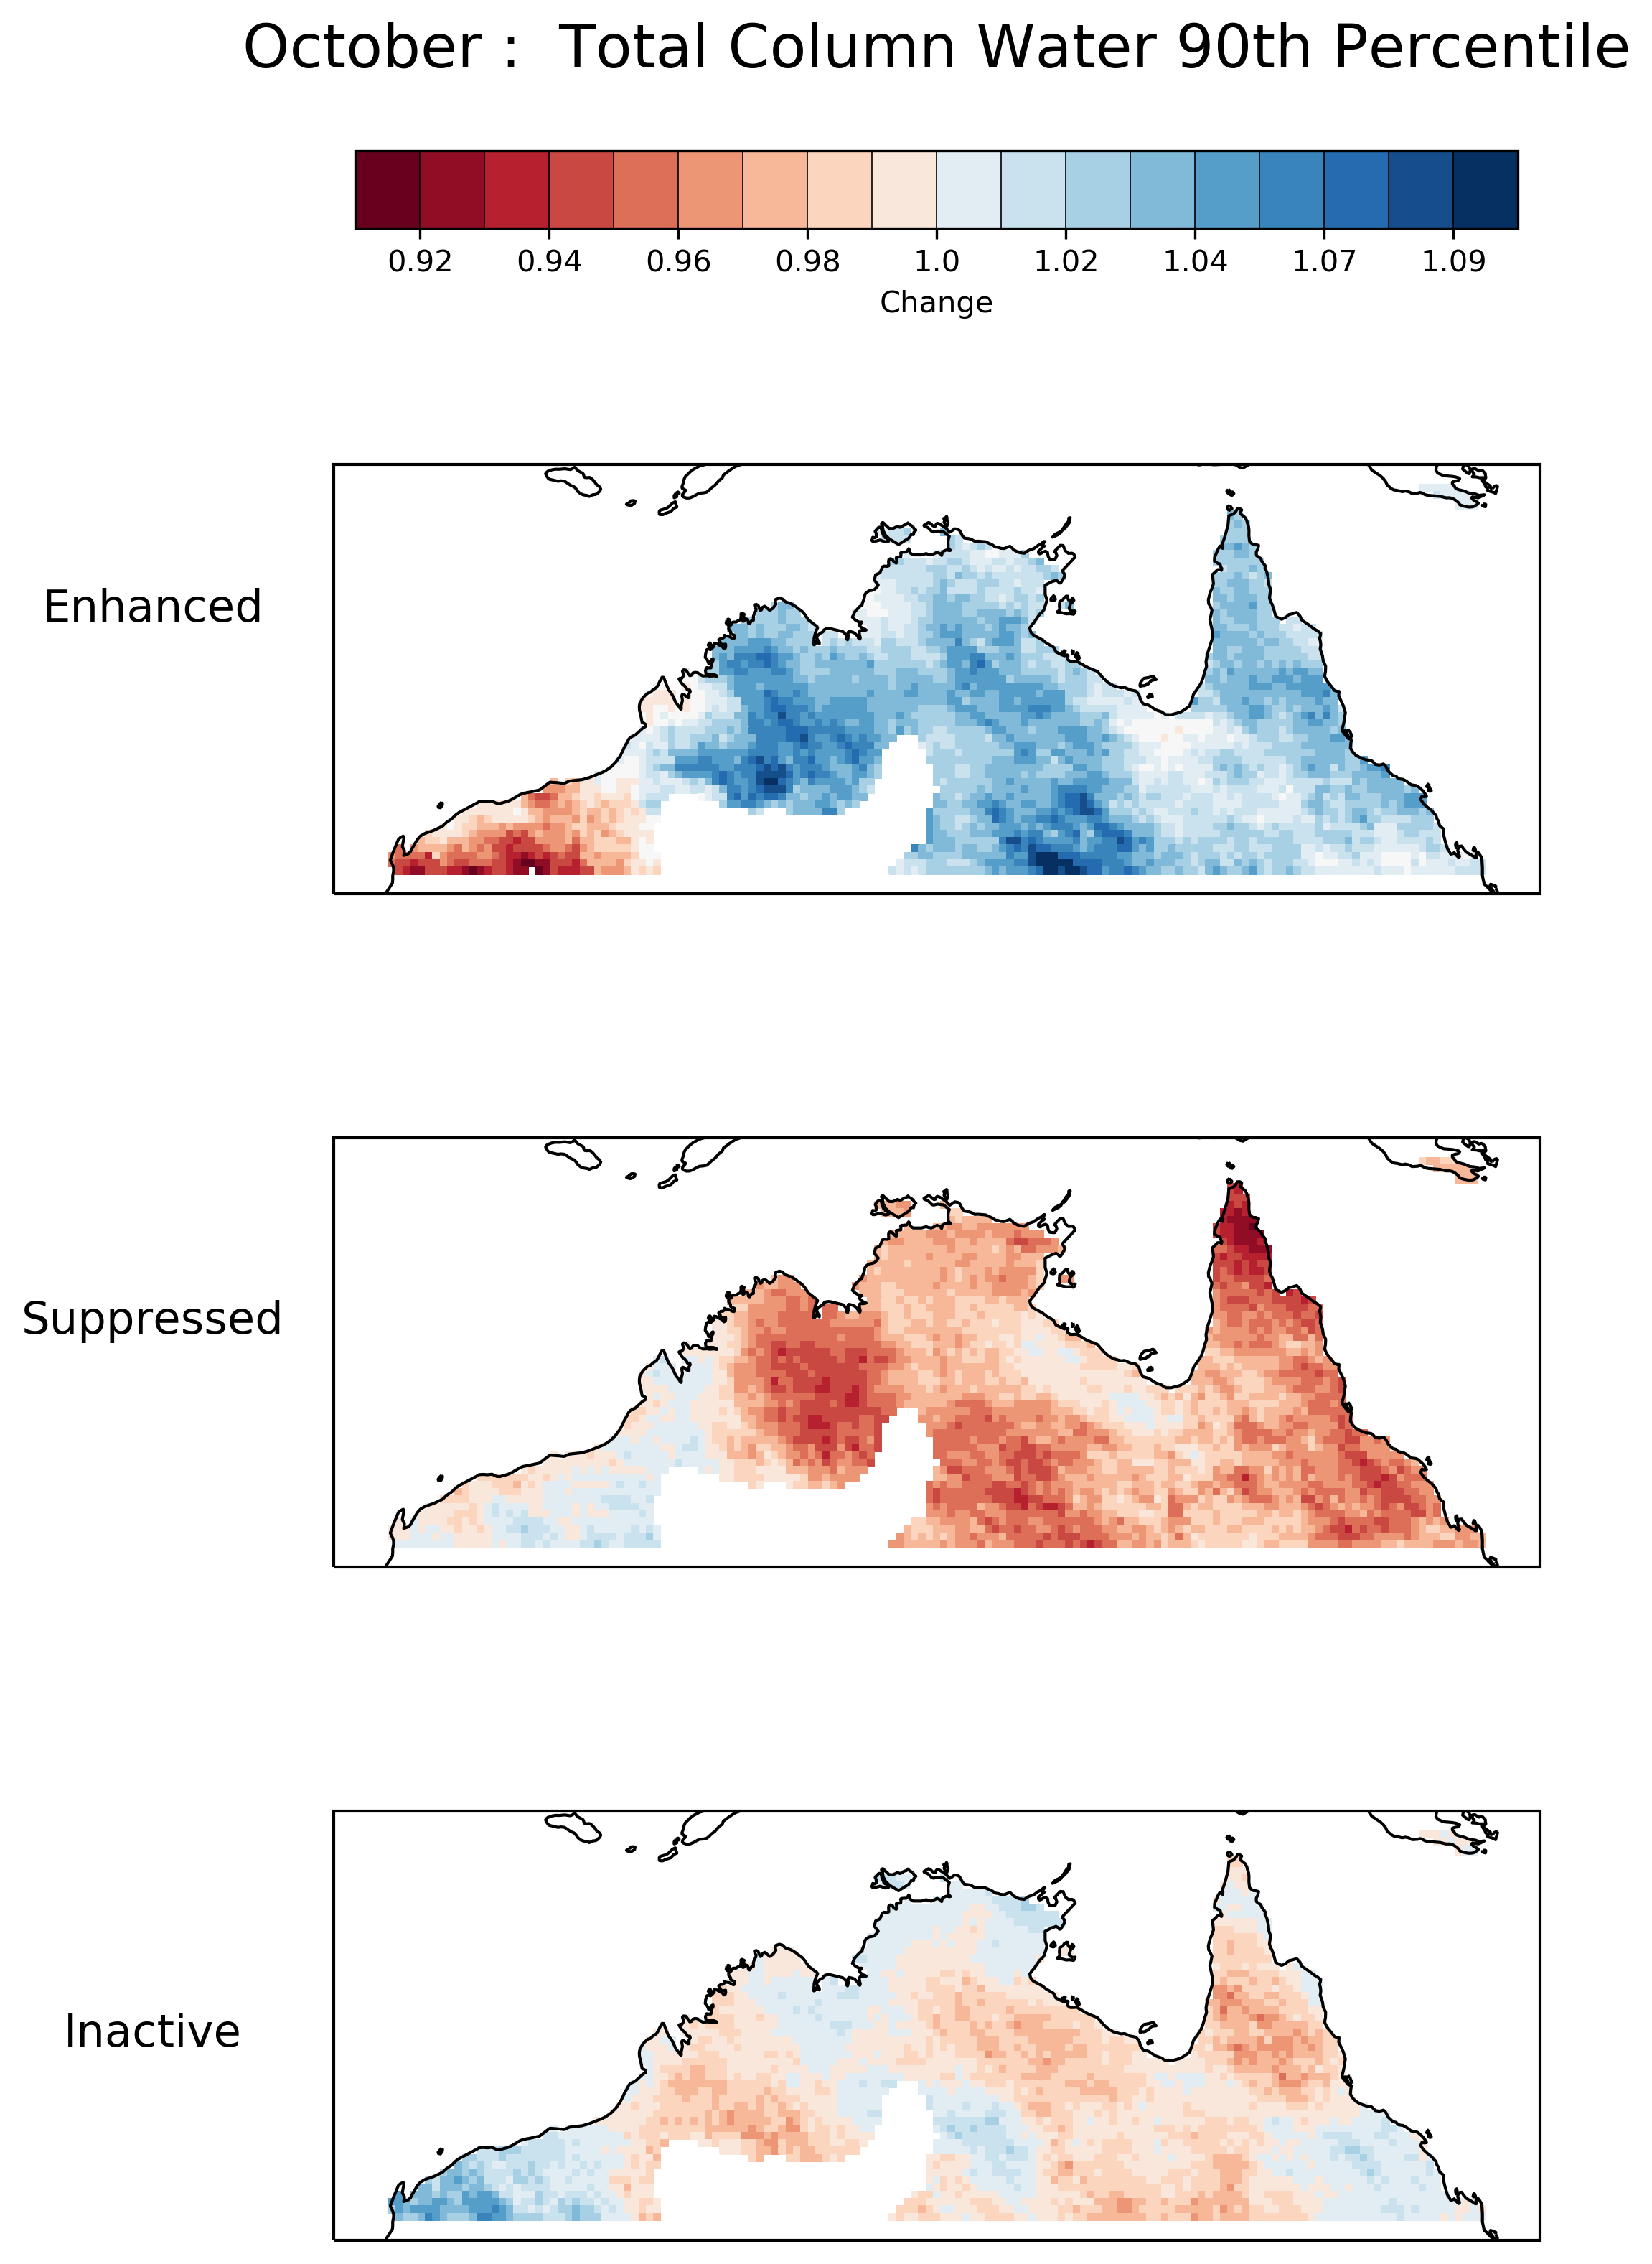 October :  Total Column Water 90th Percentile
0.92 0.94 0.96 0.98 1.0 1.02 1.04 1.07 1.09
Change
Enhanced
Suppressed
Inactive